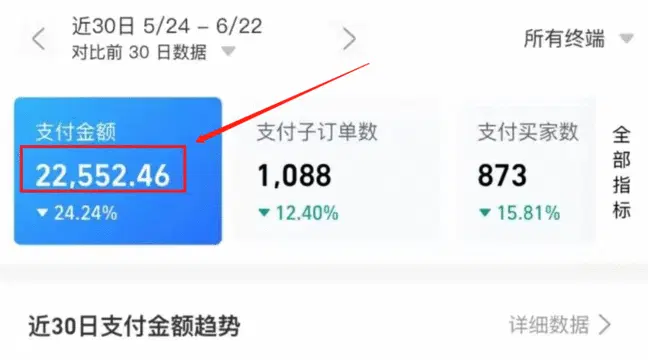 近30日 5/24 - 6/22
对比前 30 日数据
所有终端
支付金额
22,552.46
24.24%
支付子订单数
1,088
12.40%
支付买家数
873
15.81%
全部指标
近30日支付金额趋势
详细数据